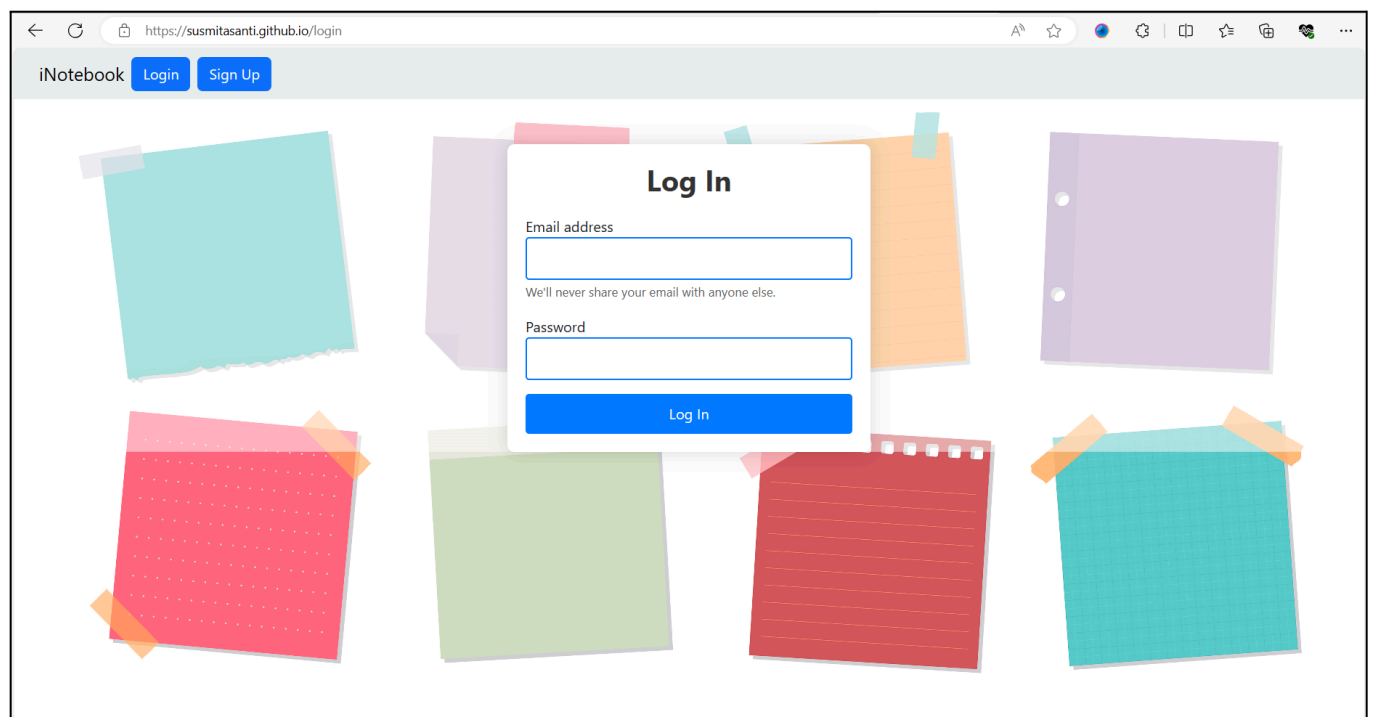 https://susmitasanti.github.io/login
iNotebook Login Sign Up
Log In
Email address
We'll never share your email with anyone else.
Password
Log In